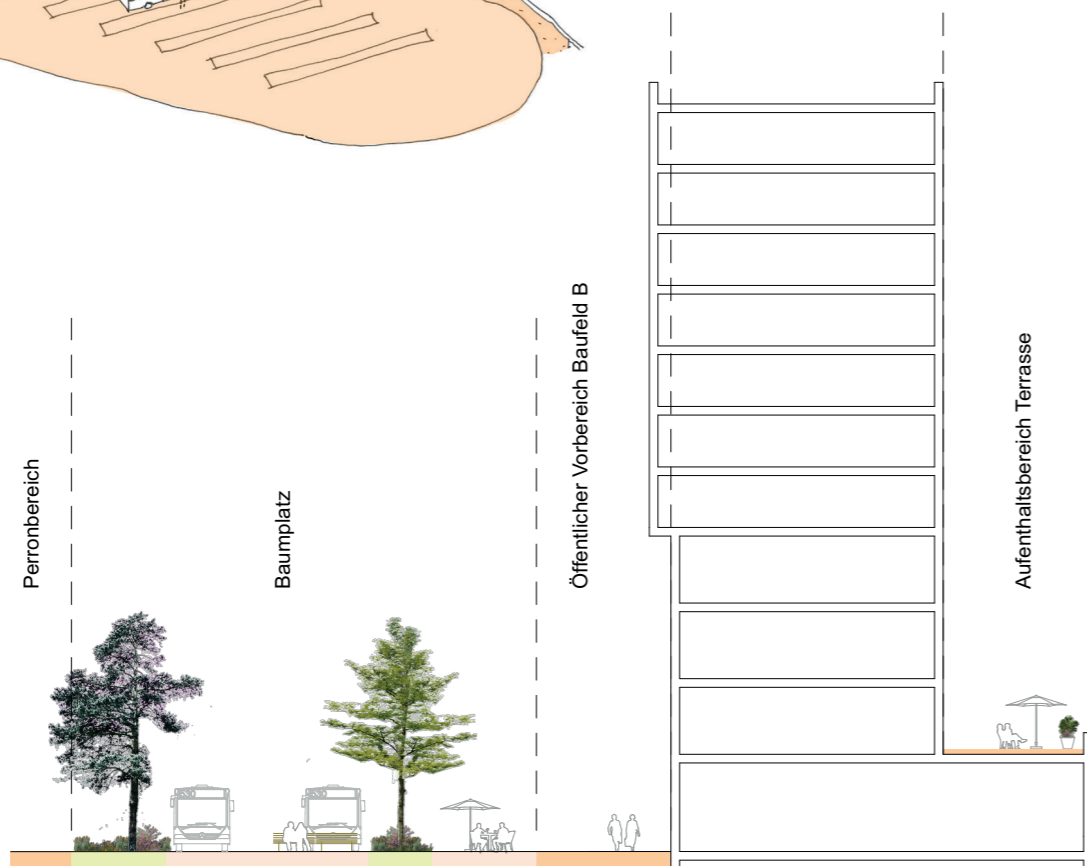 Perronbereich
Baumplatz
Öffentlicher Vorbereich Baufeld B
Aufenthaltsbereich Terrasse